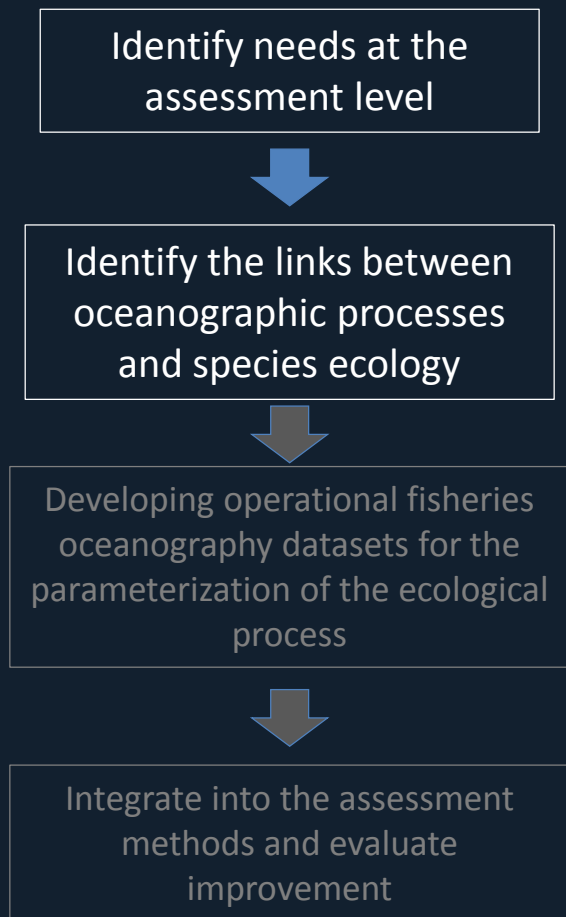 Identify needs at the
assessment level
Identify the links between
oceanographic processes
and species ecology
Developing operational fisheries
oceanography datasets for the
parameterization of the ecological
process
Integrate into the assessment
methods and evaluate
improvement